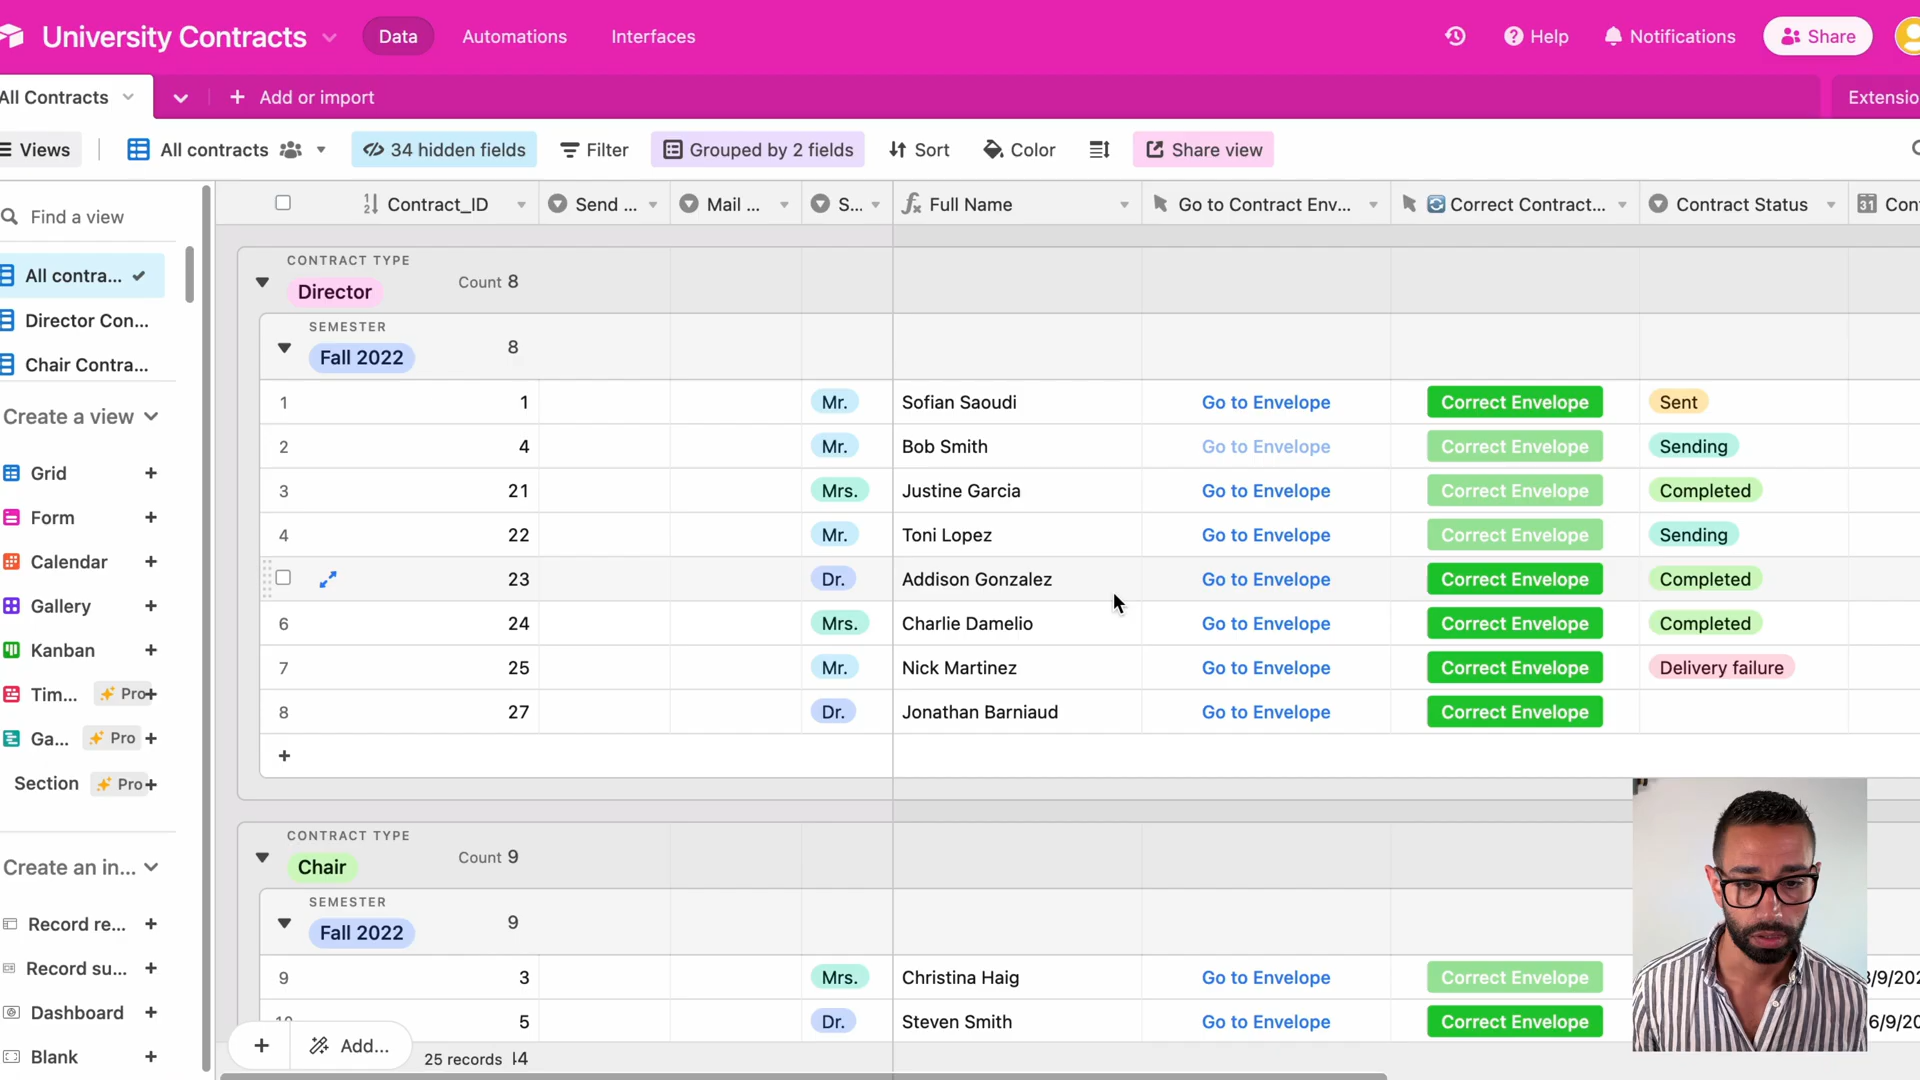 University Contracts
Data
Automations
Interfaces
Help
Notifications
Share
All Contracts
Add or import
Extensio
Views
All contracts
34 hidden fields
Filter
Grouped by 2 fields
Sort
Color
Share view
Find a view
Contract_ID
Send ...
Mail ...
S...
Full Name
Go to Contract Env...
Correct Contract...
Contract Status
31 Con
All contra...
Director Con...
Chair Contra...
Create a view
Grid
Form
Calendar
Gallery
Kanban
Tim... Pro
Ga... Pro
Section Pro
Create an in...
Record re...
Record su...
Dashboard
Blank
CONTRACT TYPE
Director
Count 8
SEMESTER
Fall 2022
8
1 1 Mr. Sofian Saoudi Go to Envelope Correct Envelope Sent
2 4 Mr. Bob Smith Go to Envelope Correct Envelope Sending
3 21 Mrs. Justine Garcia Go to Envelope Correct Envelope Completed
4 22 Mr. Toni Lopez Go to Envelope Correct Envelope Sending
23 Dr. Addison Gonzalez Go to Envelope Correct Envelope Completed
6 24 Mrs. Charlie Damelio Go to Envelope Correct Envelope Completed
7 25 Mr. Nick Martinez Go to Envelope Correct Envelope Delivery failure
8 27 Dr. Jonathan Barniaud Go to Envelope Correct Envelope
CONTRACT TYPE
Chair
Count 9
SEMESTER
Fall 2022
9
9 3 Mrs. Christina Haig Go to Envelope Correct Envelope /9/202
10 5 Dr. Steven Smith Go to Envelope Correct Envelope 6/9/20
Add...
25 records